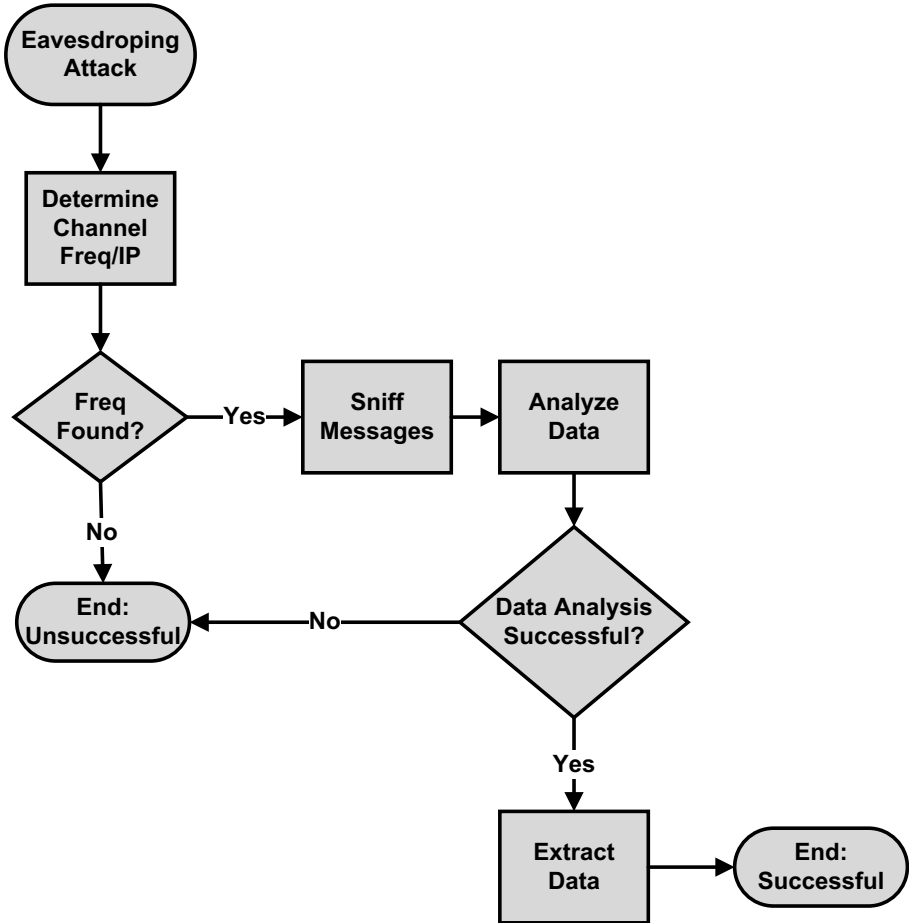 Eavesdroping
Attack
Determine
Channel
Freq/IP
Freq
Found?
Yes
Sniff
Messages
Analyze
Data
No
End:
Unsuccessful
No
Data Analysis
Successful?
Yes
Extract
Data
End:
Successful